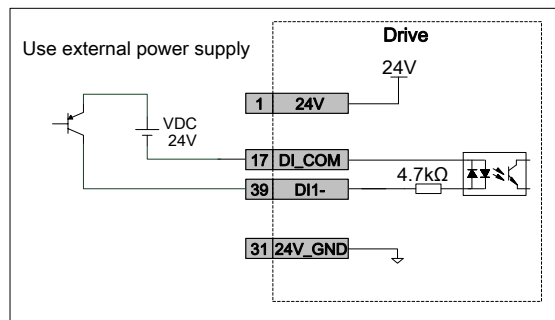 Drive
Use external power supply
24V
1 24V
VDC
24V
17 DI_COM
4.7kΩ
39 DI1-
31 24V_GND